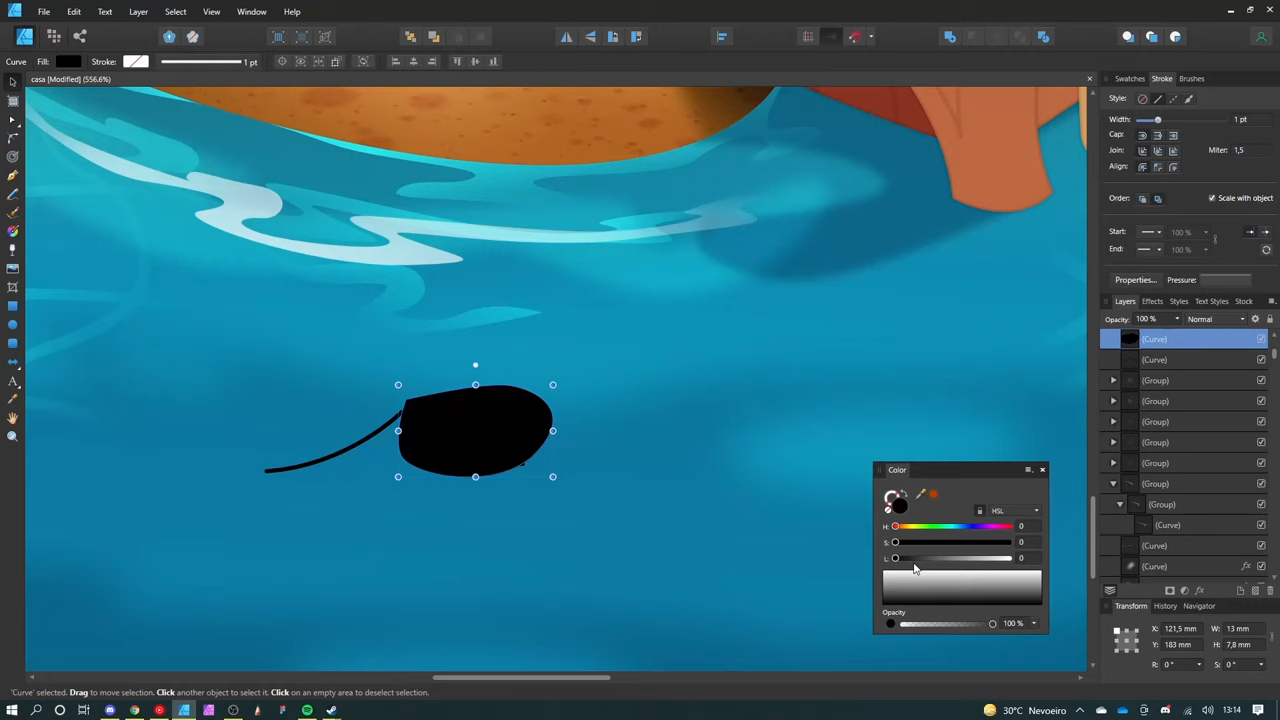 File Edit Text Layer Select View Window Help
Curve Fill: Stroke: 1 pt
casa [Modified] (556.6%)
Swatches Stroke Brushes
Style:
Width: 1 pt
Cap:
Join: Miter: 1,5
Align:
Order: Scale with object
Start: 100 %
End: 100 %
Properties... Pressure:
Layers Effects Styles Text Styles Stock
Opacity: 100 % Normal
(Curve)
(Curve)
(Group)
(Group)
(Group)
(Group)
(Group)
(Group)
(Group)
(Curve)
(Curve)
(Curve) fx
Color
HSL
H: 0
S: 0
L: 0
Opacity
100 %
Transform History Navigator
X: 121,5 mm W: 13 mm
Y: 183 mm H: 7,8 mm
R: 0 ° S: 0 °
'Curve' selected. Drag to move selection. Click another object to select it. Click on an empty area to deselect selection.
30°C Nevoeiro 13:14